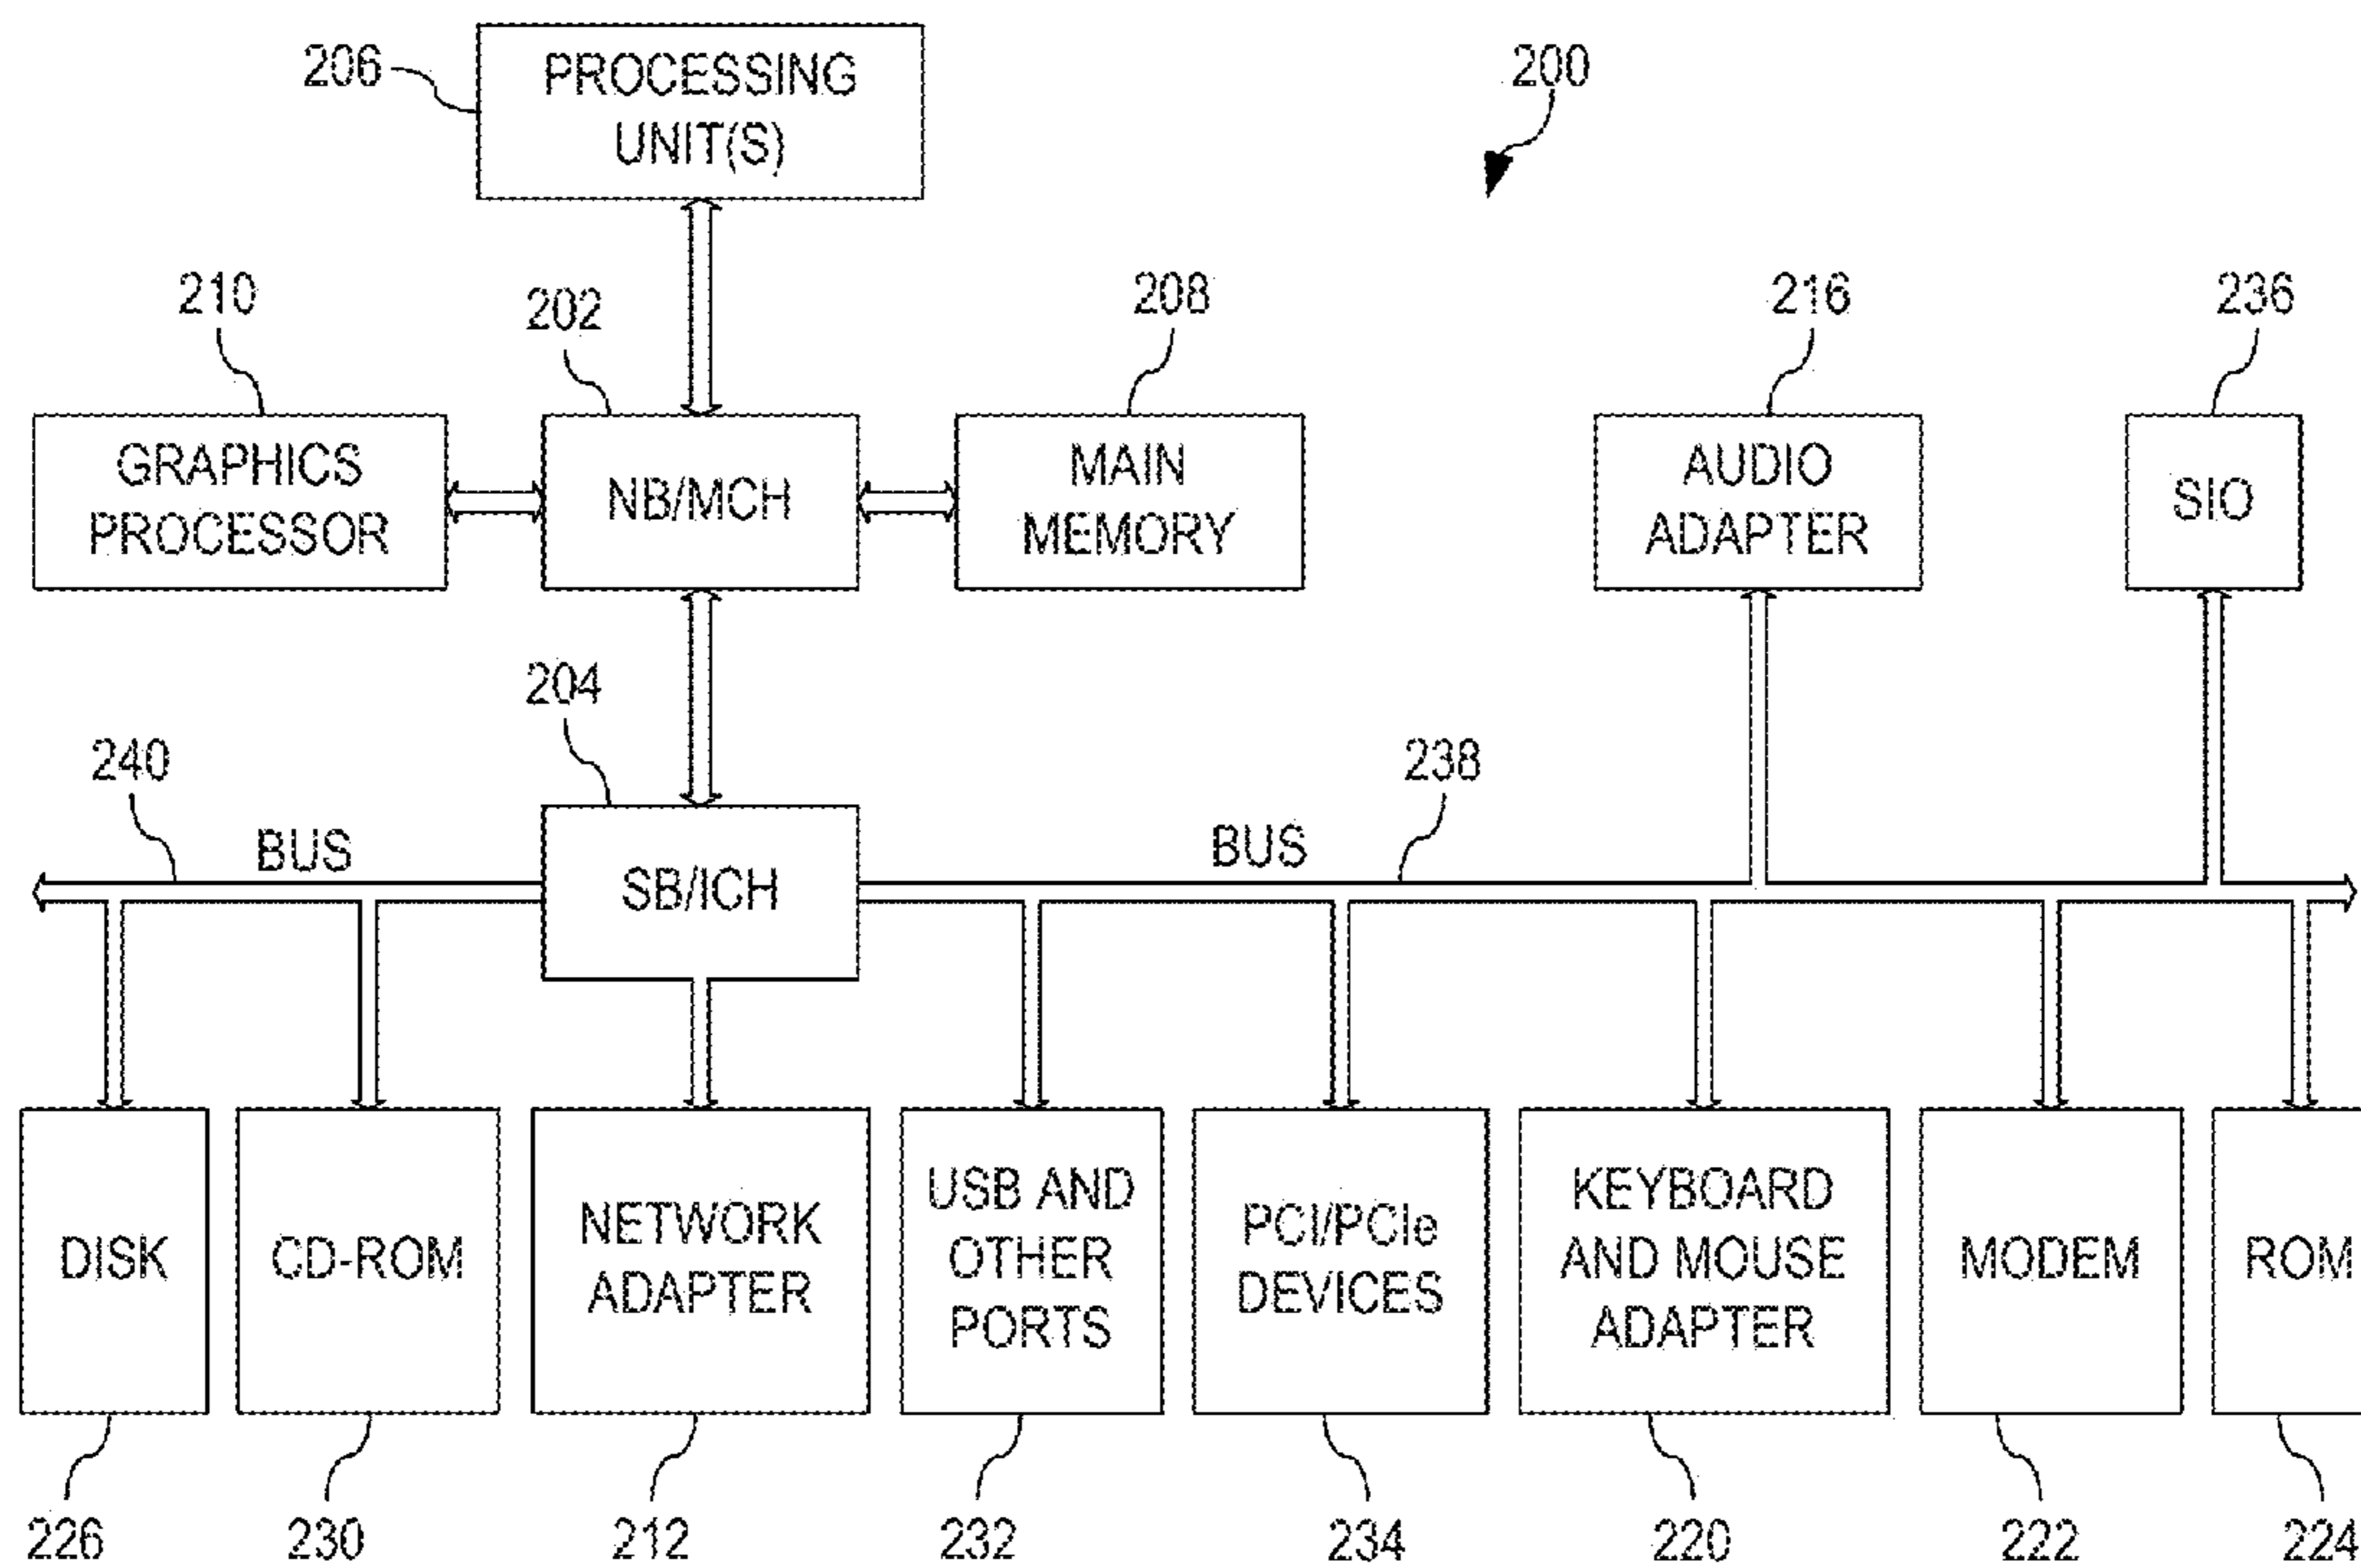 206
PROCESSING
UNIT(S)
200
210
202
208
216
236
GRAPHICS
PROCESSOR
NB/MCH
MAIN
MEMORY
AUDIO
ADAPTER
SIO
204
240
238
BUS
BUS
SB/ICH
DISK
CD-ROM
NETWORK
ADAPTER
USB AND
OTHER
PORTS
PCI/PCIe
DEVICES
KEYBOARD
AND MOUSE
ADAPTER
MODEM
ROM
226
230
212
232
234
220
222
224